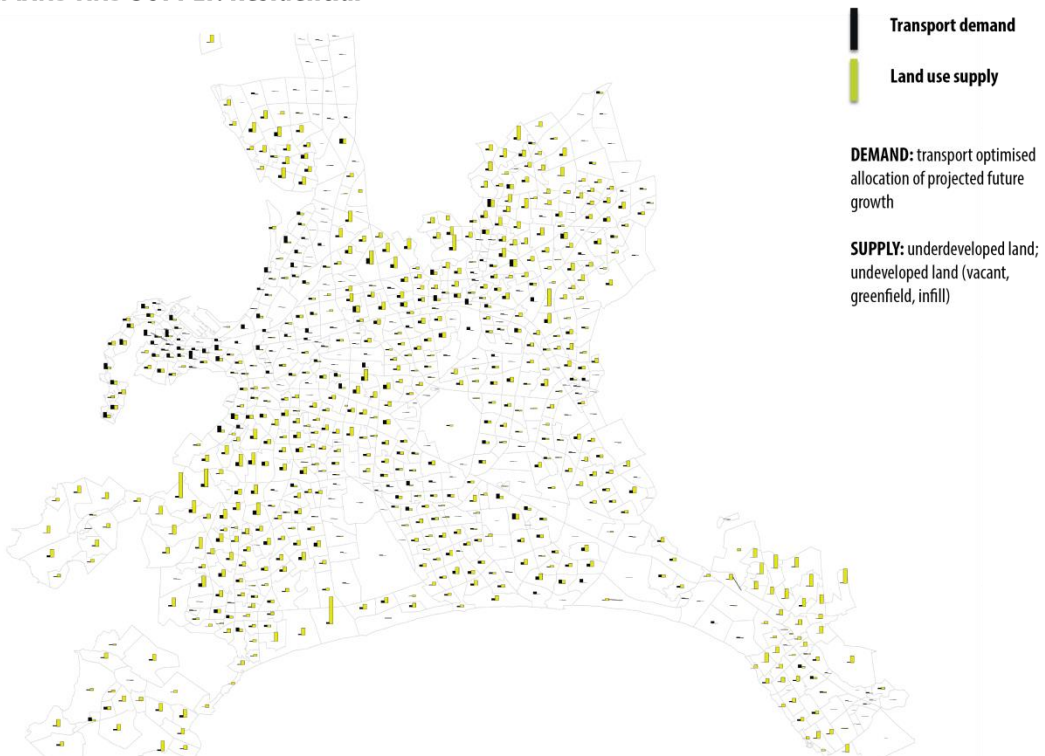 Residential
Transport demand
Land use supply
DEMAND: transport optimised
allocation of projected future
growth
SUPPLY: underdeveloped land;
undeveloped land (vacant,
greenfield, infill)